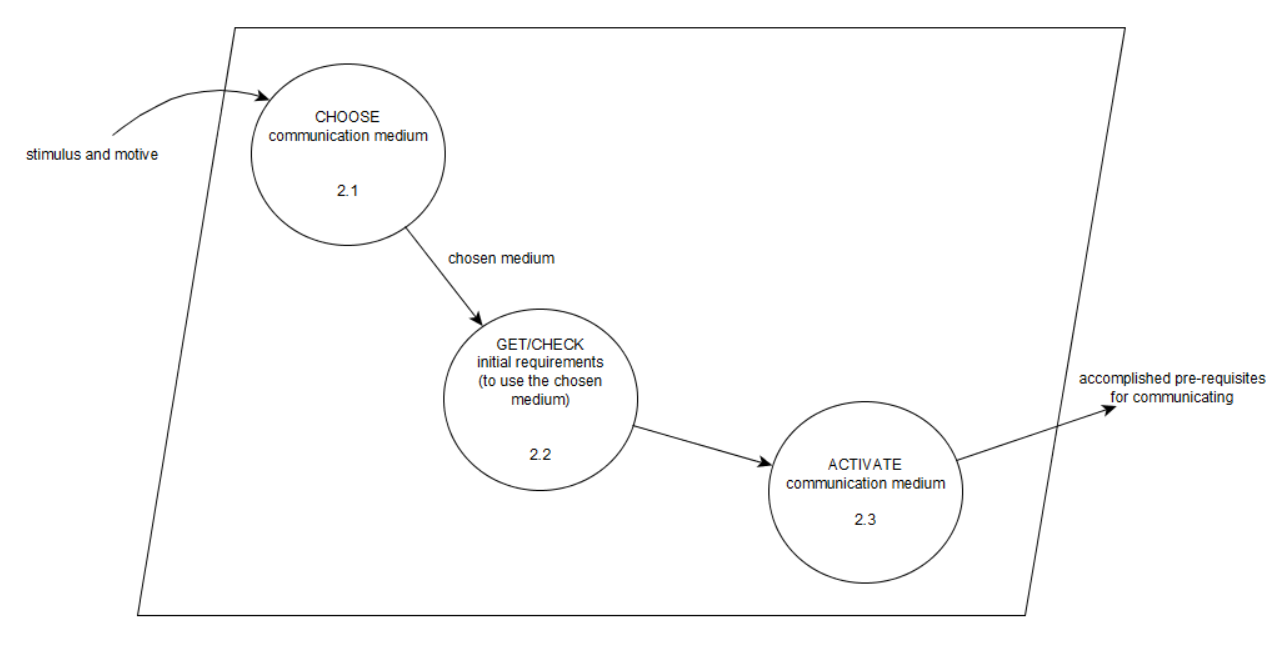 stimulus and motive
CHOOSE
communication medium
2.1
chosen medium
GET/CHECK
initial requirements
(to use the chosen
medium)
2.2
ACTIVATE
communication medium
2.3
accomplished pre-requisites
for communicating